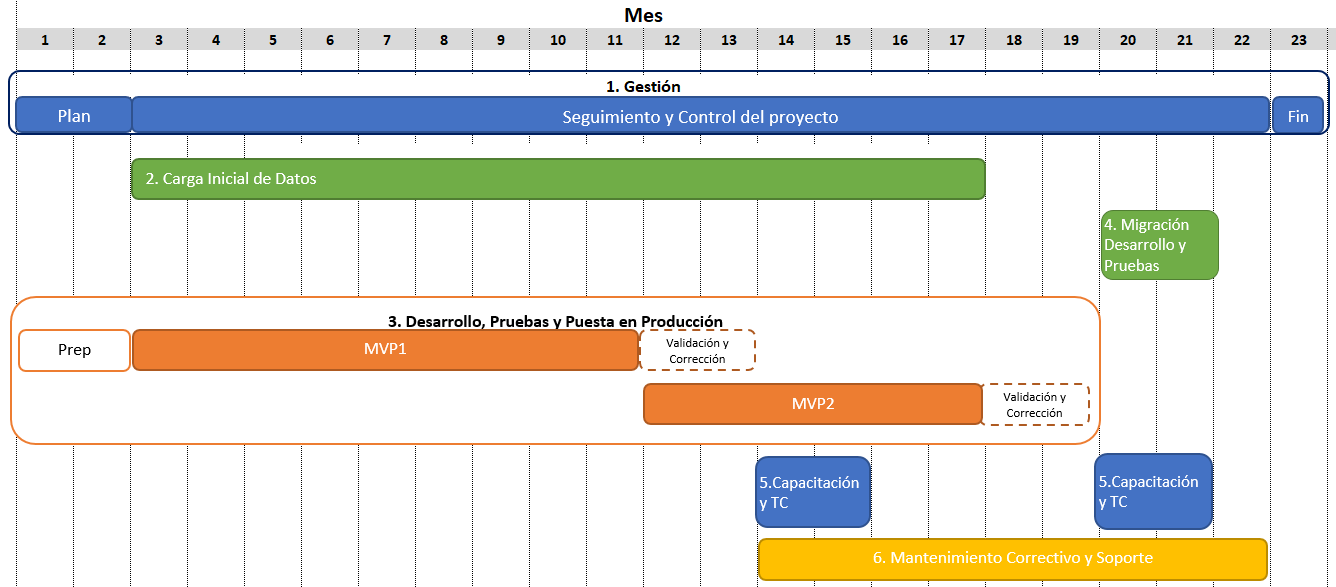 Mes
1 2 3 4 5 6 7 8 9 10 11 12 13 14 15 16 17 18 19 20 21 22 23
1. Gestión
Plan
Seguimiento y Control del proyecto
Fin
2. Carga Inicial de Datos
4. Migración
Desarrollo y
Pruebas
3. Desarrollo, Pruebas y Puesta en Producción
Prep
MVP1
Validación y
Corrección
MVP2
Validación y
Corrección
5.Capacitación
y TC
5.Capacitación
y TC
6. Mantenimiento Correctivo y Soporte